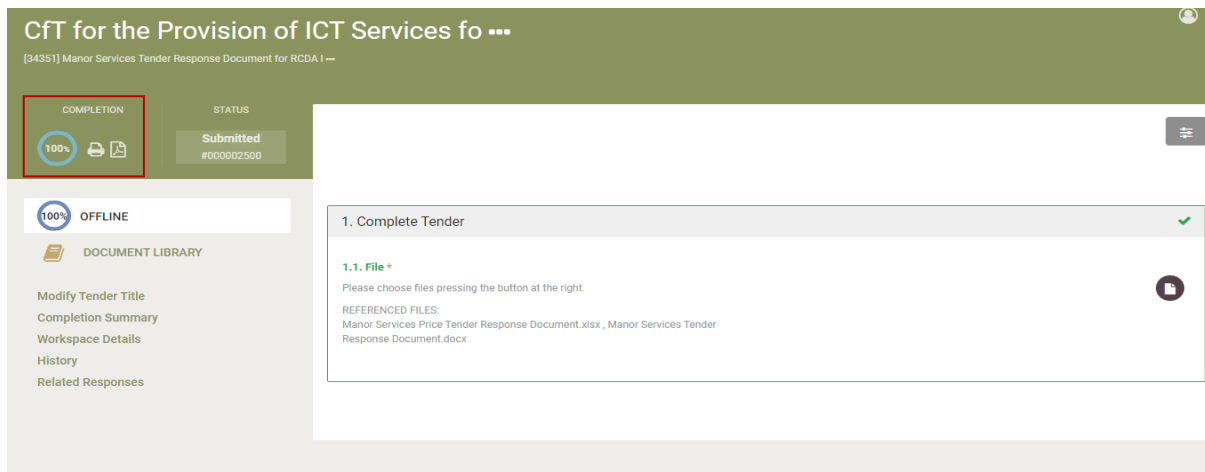 CfT for the Provision of ICT Services fo •••
[34351] Manor Services Tender Response Document for RCDA I •••
COMPLETION
STATUS
100%
Submitted
#000002500
100%
OFFLINE
DOCUMENT LIBRARY
Modify Tender Title
Completion Summary
Workspace Details
History
Related Responses
1. Complete Tender
1.1. File *
Please choose files pressing the button at the right.
REFERENCED FILES:
Manor Services Price Tender Response Document.xlsx , Manor Services Tender
Response Document.docx